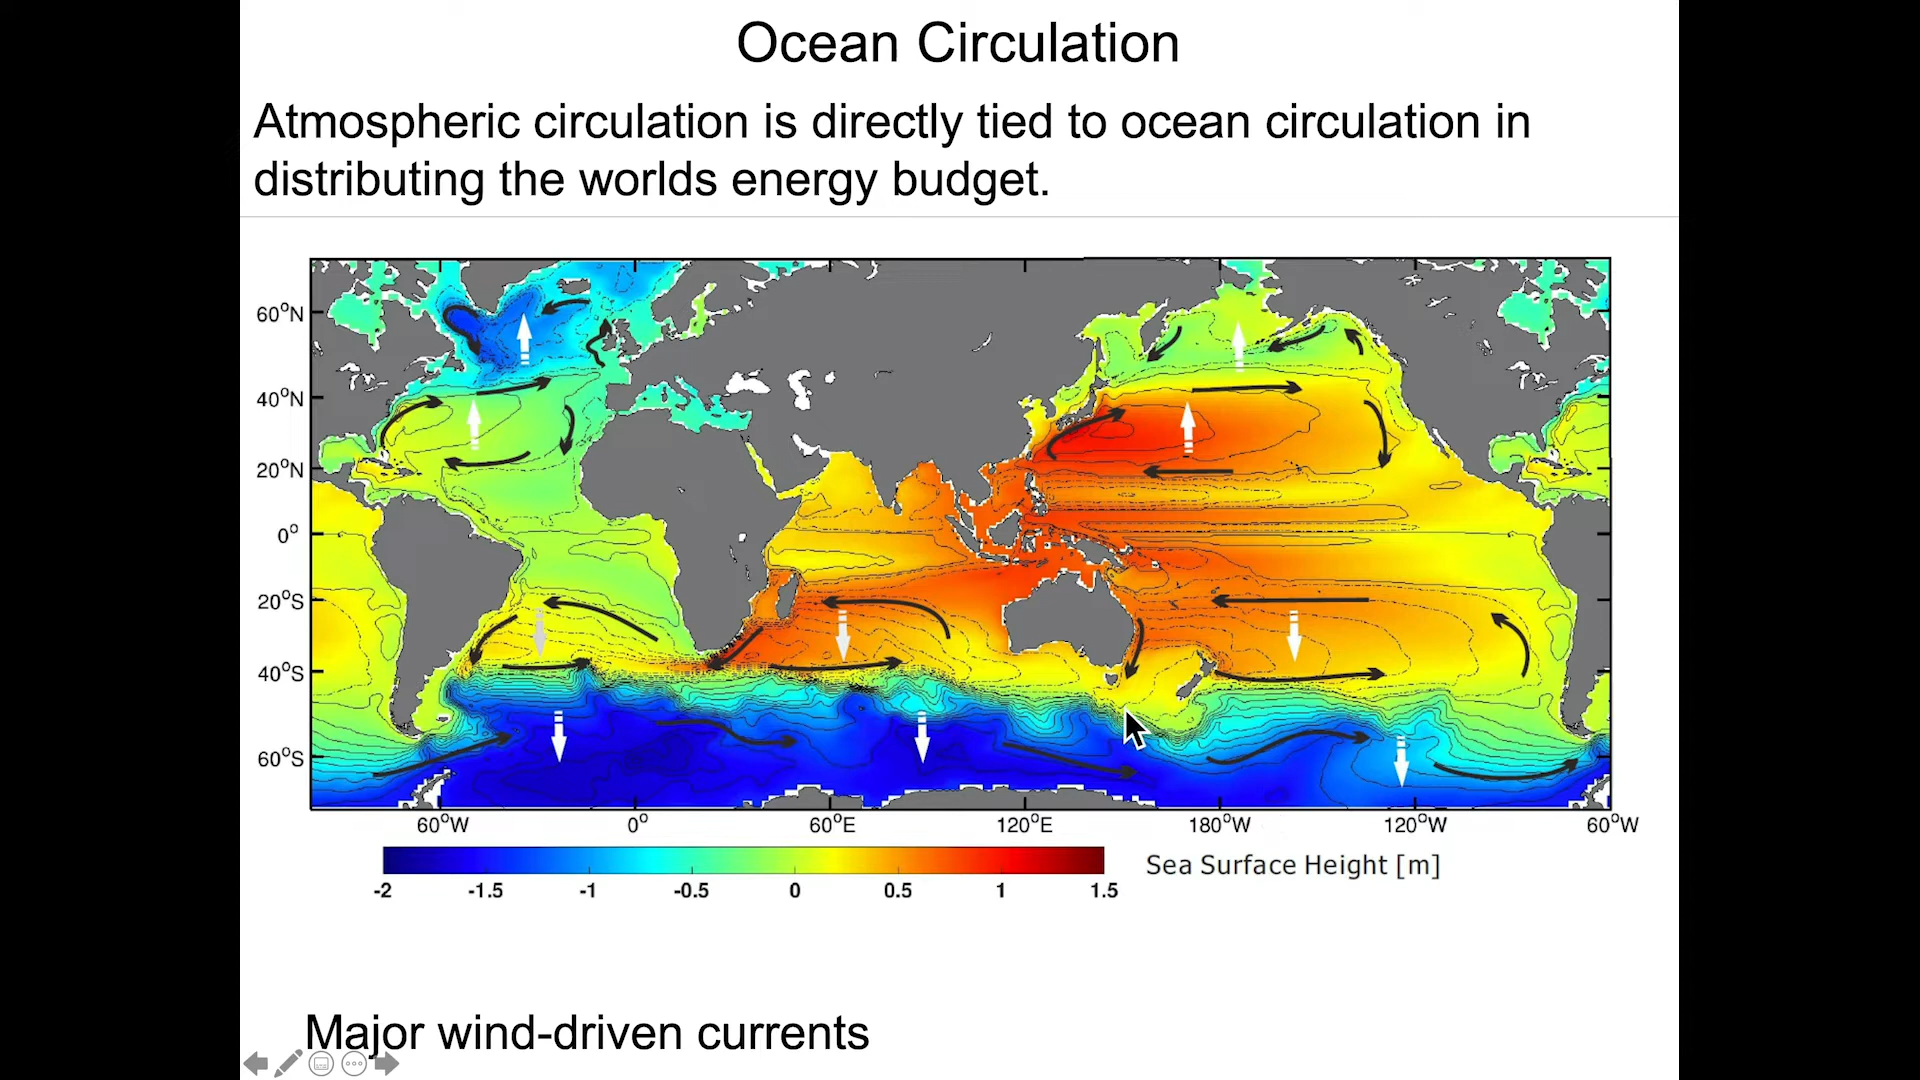 Ocean Circulation
Atmospheric circulation is directly tied to ocean circulation in
distributing the worlds energy budget.
60°N
40°N
20°N
0°
20°S
40°S
60°S
60°W 0° 60°E 120°E 180°W 120°W 60°W
Sea Surface Height [m]
-2 -1.5 -1 -0.5 0 0.5 1 1.5
Major wind-driven currents